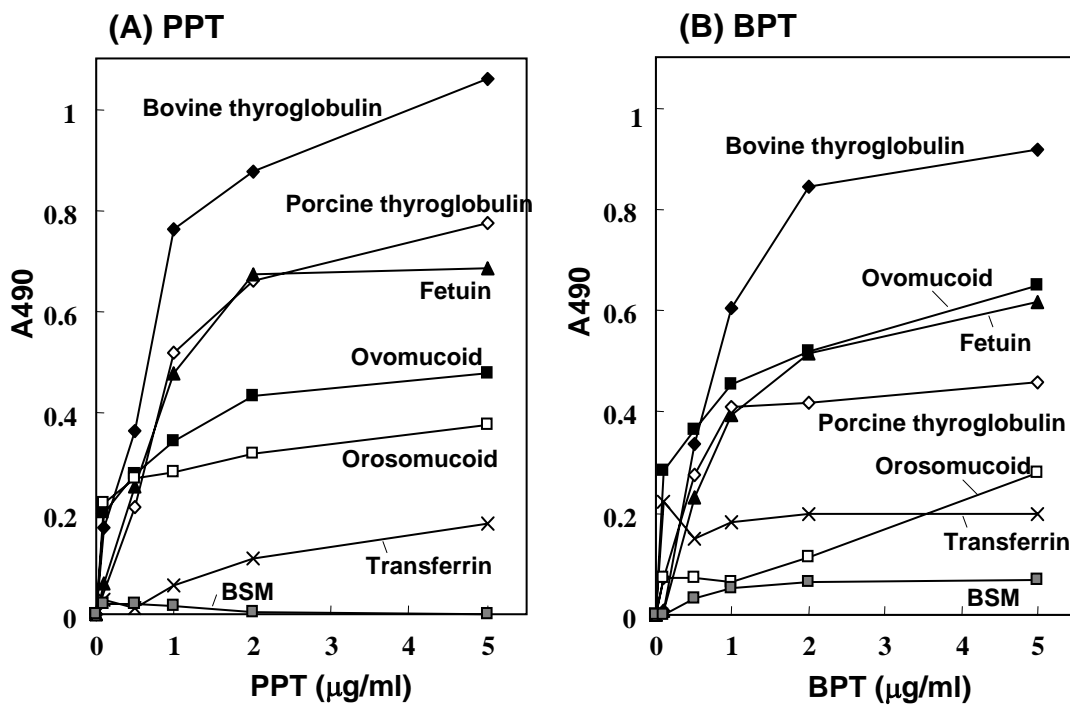 (A) PPT
A490
1
0.8
0.6
0.4
0.2
0
Bovine thyroglobulin
Porcine thyroglobulin
Fetuin
Ovomucoid
Orosomucoid
Transferrin
BSM
0 1 2 3 4 5
PPT (μg/ml)
(B) BPT
A490
1
0.8
0.6
0.4
0.2
0
Bovine thyroglobulin
Ovomucoid
Fetuin
Porcine thyroglobulin
Orosomucoid
Transferrin
BSM
0 1 2 3 4 5
BPT (μg/ml)